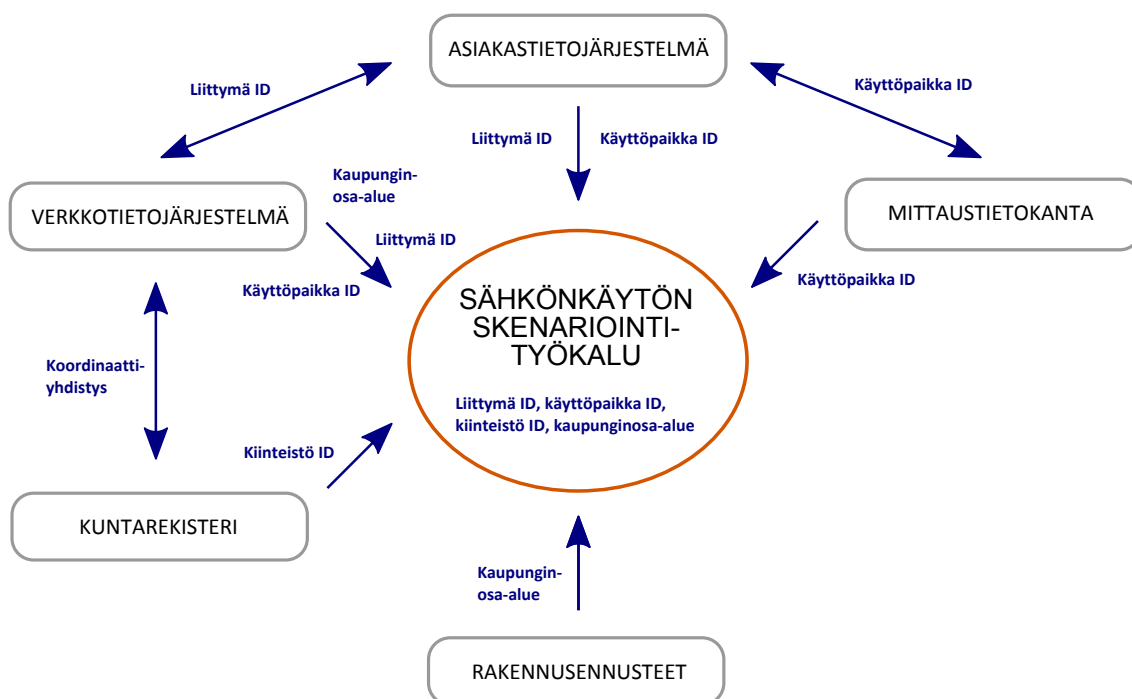 ASIAKASTIETOJÄRJESTELMÄ
Liittymä ID
Käyttöpaikka ID
Liittymä ID
Käyttöpaikka ID
Kaupungin-
osa-alue
VERKKOTIETOJÄRJESTELMÄ
MITTAUSTIETOKANTA
Liittymä ID
Käyttöpaikka ID
Käyttöpaikka ID
SÄHKÖNKÄYTÖN
SKENARIOINTI-
TYÖKALU
Liittymä ID, käyttöpaikka ID,
kiinteistö ID, kaupunginosa-alue
Koordinaatti-
yhdistys
Kiinteistö ID
KUNTAREKISTERI
Kaupungin-
osa-alue
RAKENNUSENNUSTEET